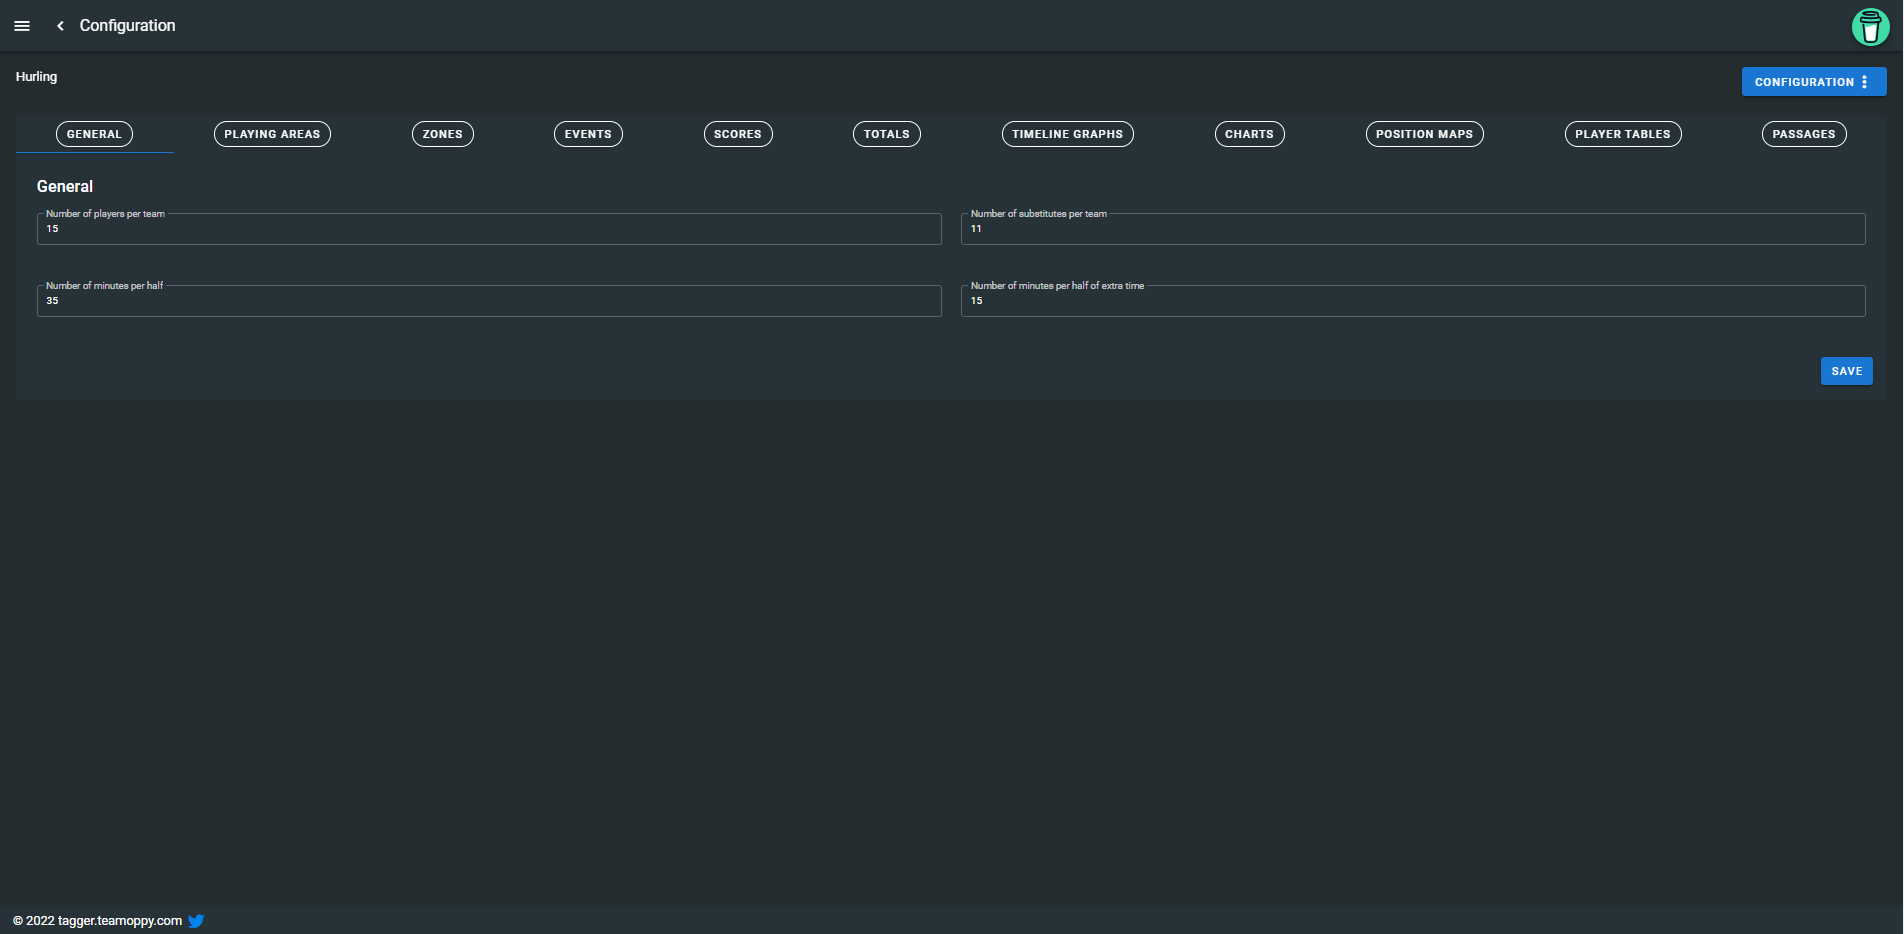 Configuration
Hurling
CONFIGURATION
GENERAL PLAYING AREAS ZONES EVENTS SCORES TOTALS TIMELINE GRAPHS CHARTS POSITION MAPS PLAYER TABLES PASSAGES
General
Number of players per team Number of substitutes per team
15 11
Number of minutes per half Number of minutes per half of extra time
35 15
SAVE
© 2022 tagger.teamoppy.com